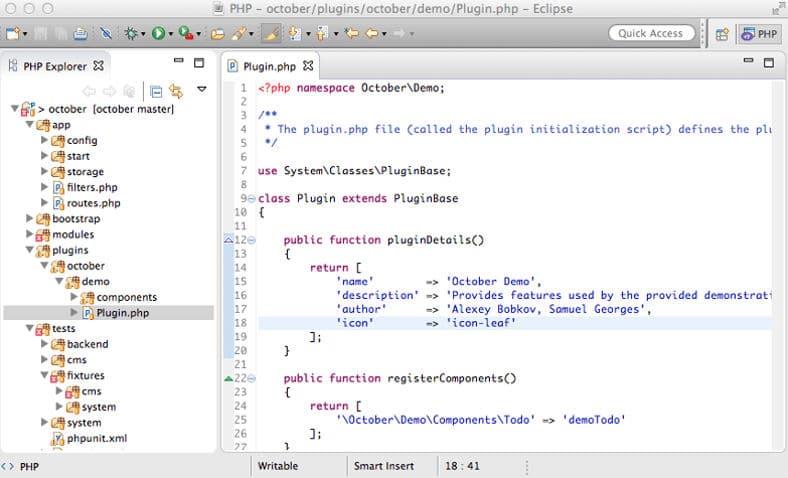 PHP - october/plugins/october/demo/Plugin.php - Eclipse
Quick Access
PHP
PHP Explorer
> october [october master]
app
config
start
storage
filters.php
routes.php
bootstrap
modules
plugins
october
demo
components
Plugin.php
tests
backend
cms
fixtures
cms
system
system
phpunit.xml
Plugin.php
1 <?php namespace October\Demo;
2
3 /**
4  * The plugin.php file (called the plugin initialization script) defines the plu
5  */
6
7 use System\Classes\PluginBase;
8
9 class Plugin extends PluginBase
10 {
11
12     public function pluginDetails()
13     {
14         return [
15             'name'        => 'October Demo',
16             'description' => 'Provides features used by the provided demonstrati
17             'author'      => 'Alexey Bobkov, Samuel Georges',
18             'icon'        => 'icon-leaf'
19         ];
20     }
21
22     public function registerComponents()
23     {
24         return [
25             '\October\Demo\Components\Todo' => 'demoTodo'
26         ];
27     }
PHP
Writable
Smart Insert
18 : 41